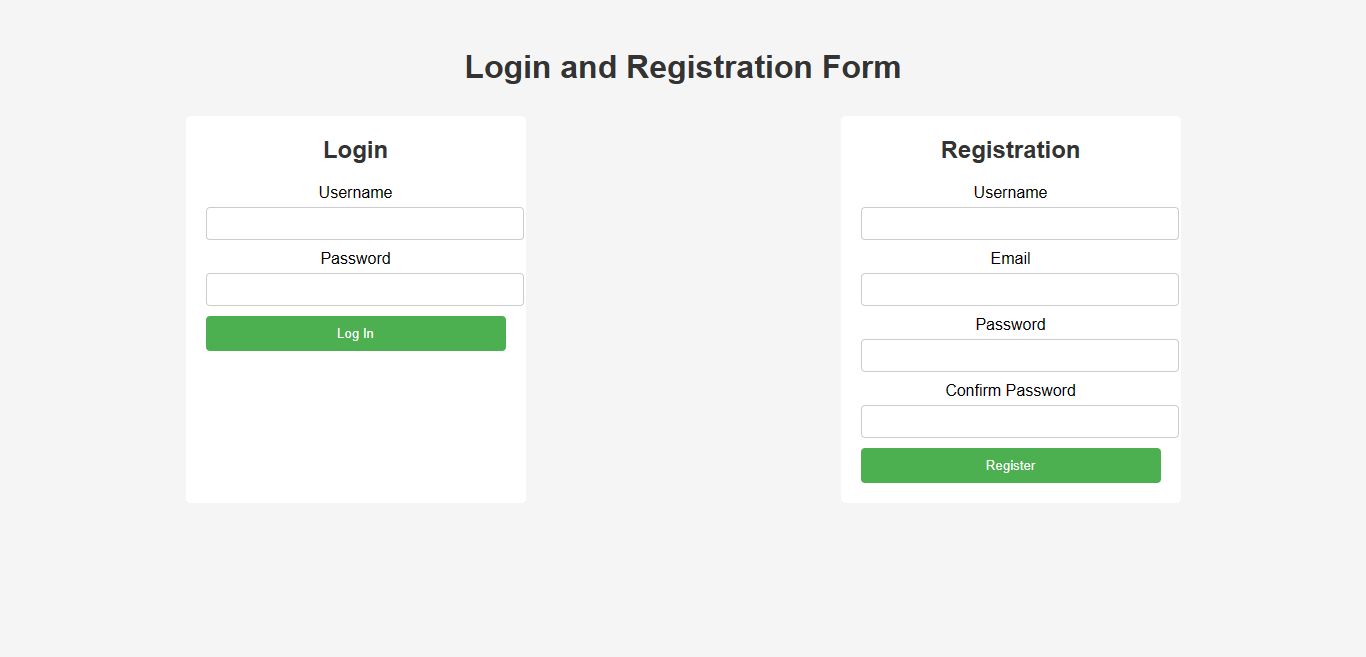 Login and Registration Form
Login
Username
Password
Log In
Registration
Username
Email
Password
Confirm Password
Register